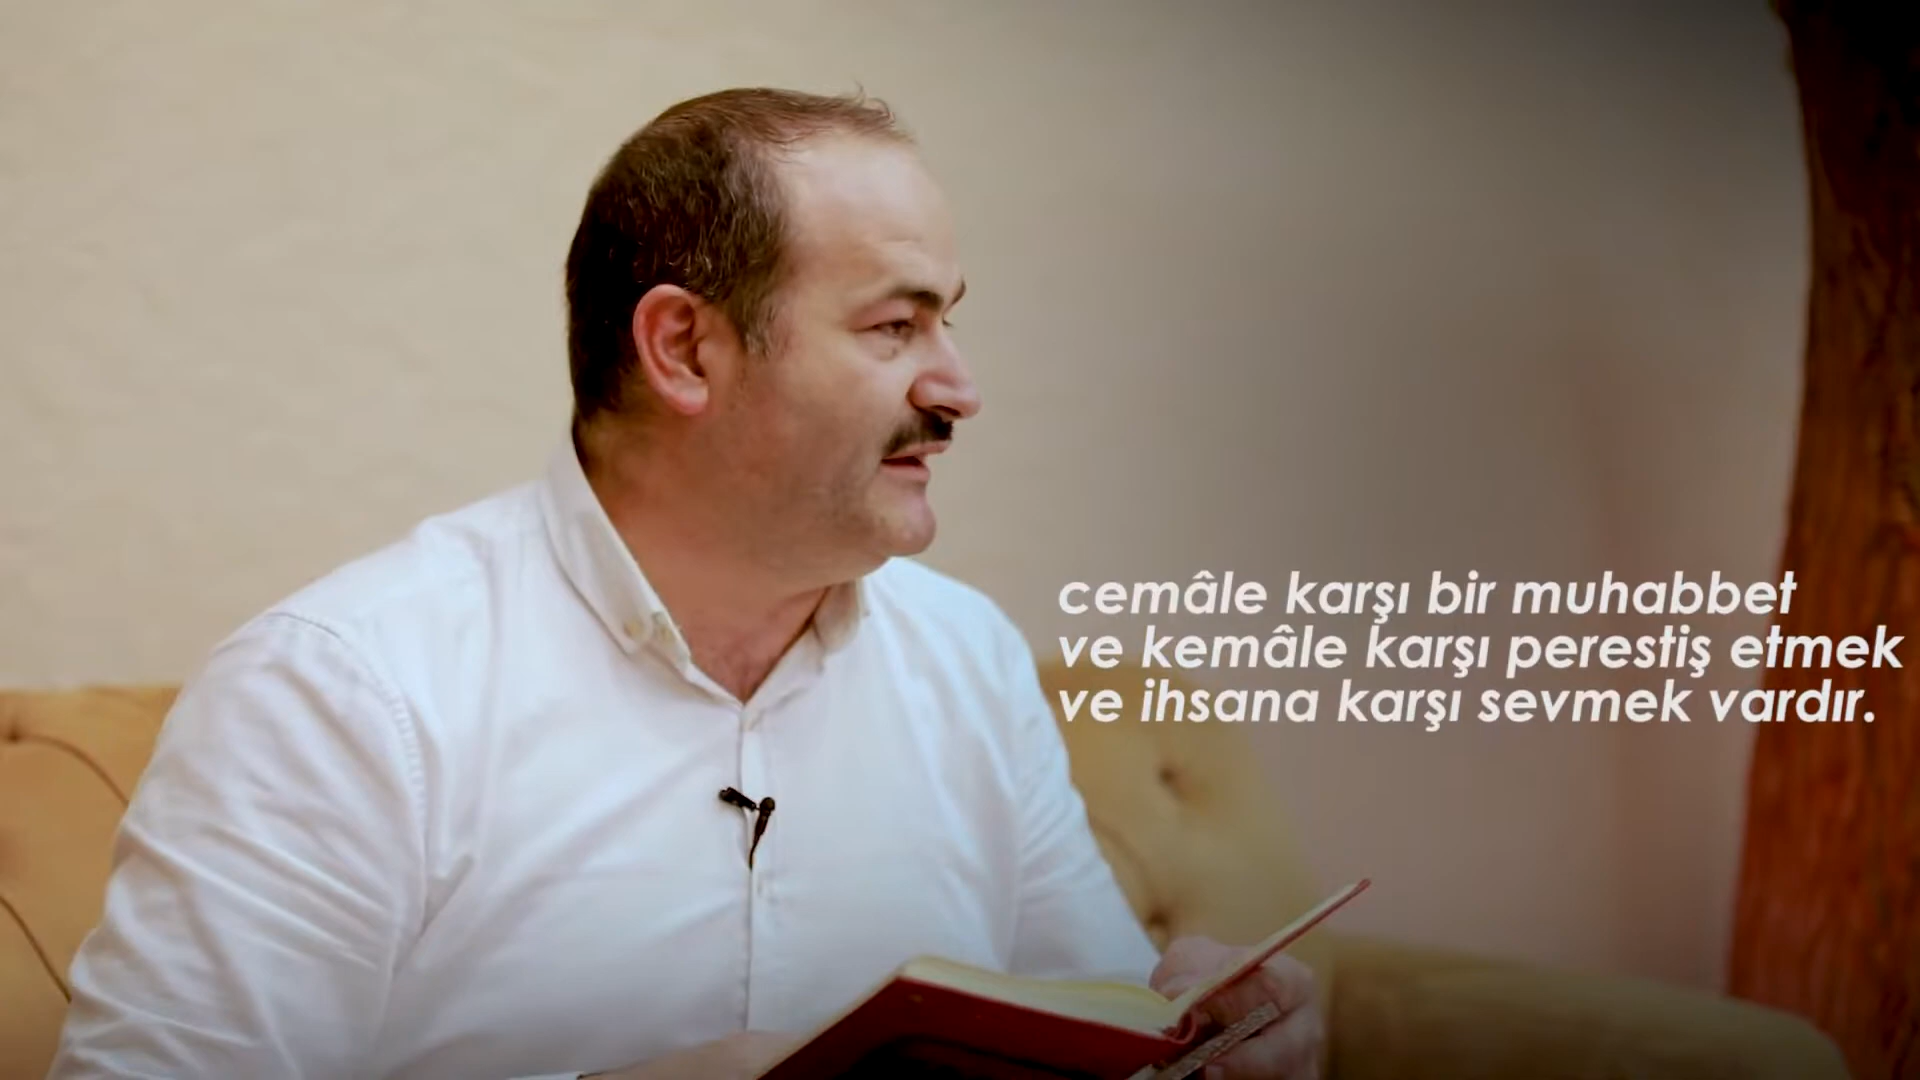 cemâle karşı bir muhabbet
ve kemâle karşı perestiş etmek
ve ihsana karşı sevmek vardır.